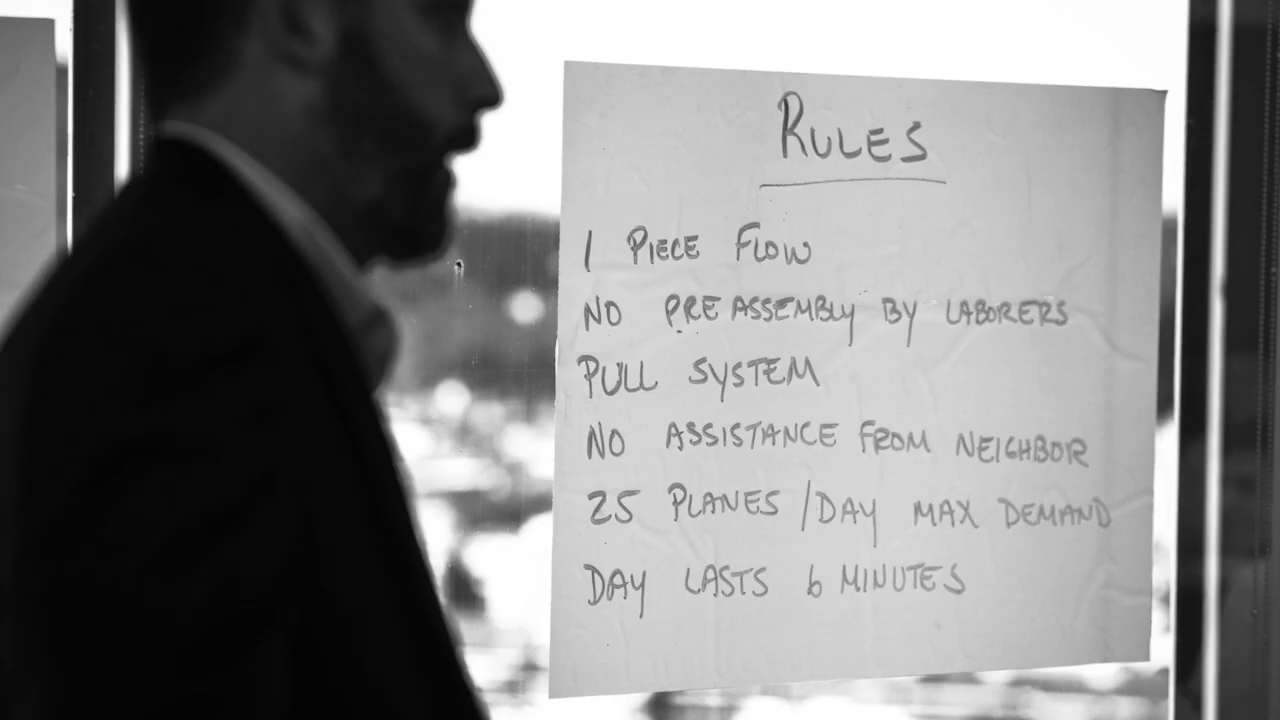 RULES
1 PIECE FLOW
NO PREASSEMBLY BY LABORERS
PULL SYSTEM
NO ASSISTANCE FROM NEIGHBOR
25 PLANES /DAY MAX DEMAND
DAY LASTS 6 MINUTES